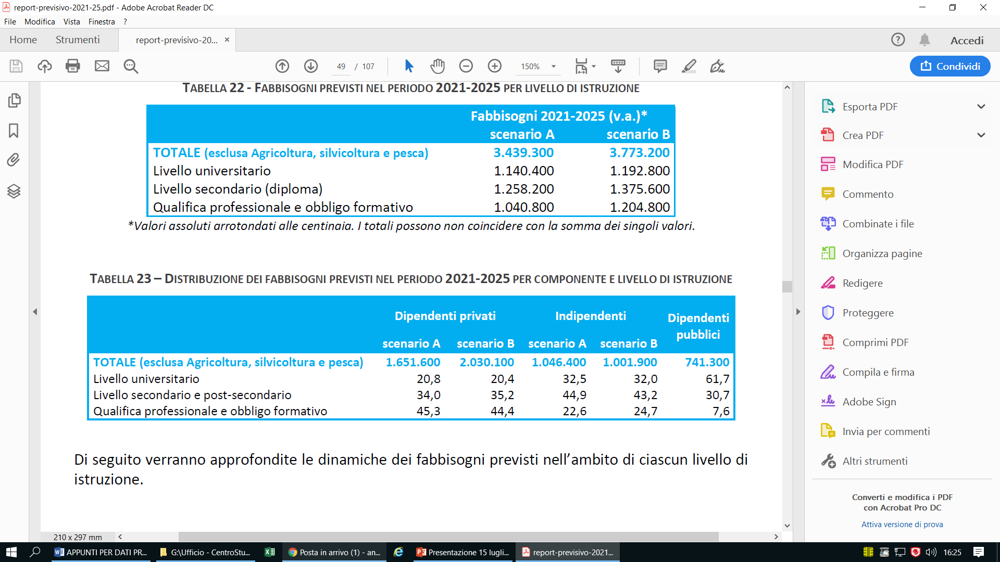 report-previsivo-2021-25.pdf - Adobe Acrobat Reader DC
File Modifica Vista Finestra ?
Home Strumenti report-previsivo-20... × Accedi
49 / 107 150% Condividi
TABELLA 22 - FABBISOGNI PREVISTI NEL PERIODO 2021-2025 PER LIVELLO DI ISTRUZIONE
Fabbisogni 2021-2025 (v.a.)*
scenario A scenario B
TOTALE (esclusa Agricoltura, silvicoltura e pesca) 3.439.300 3.773.200
Livello universitario 1.140.400 1.192.800
Livello secondario (diploma) 1.258.200 1.375.600
Qualifica professionale e obbligo formativo 1.040.800 1.204.800
*Valori assoluti arrotondati alle centinaia. I totali possono non coincidere con la somma dei singoli valori.
TABELLA 23 – DISTRIBUZIONE DEI FABBISOGNI PREVISTI NEL PERIODO 2021-2025 PER COMPONENTE E LIVELLO DI ISTRUZIONE
Dipendenti privati Indipendenti Dipendenti
pubblici
scenario A scenario B scenario A scenario B
TOTALE (esclusa Agricoltura, silvicoltura e pesca) 1.651.600 2.030.100 1.046.400 1.001.900 741.300
Livello universitario 20,8 20,4 32,5 32,0 61,7
Livello secondario e post-secondario 34,0 35,2 44,9 43,2 30,7
Qualifica professionale e obbligo formativo 45,3 44,4 22,6 24,7 7,6
Di seguito verranno approfondite le dinamiche dei fabbisogni previsti nell'ambito di ciascun livello di
istruzione.
210 x 297 mm
Esporta PDF
Crea PDF
Modifica PDF
Commento
Combinate i file
Organizza pagine
Redigere
Proteggere
Comprimi PDF
Compila e firma
Adobe Sign
Invia per commenti
Altri strumenti
Converti e modifica i PDF
con Acrobat Pro DC
Attiva versione di prova
APPUNTI PER DATI PR... G:\Ufficio - CentroStu... Posta in arrivo (1) - an... Presentazione 15 lugli... report-previsivo-2021... 16:25